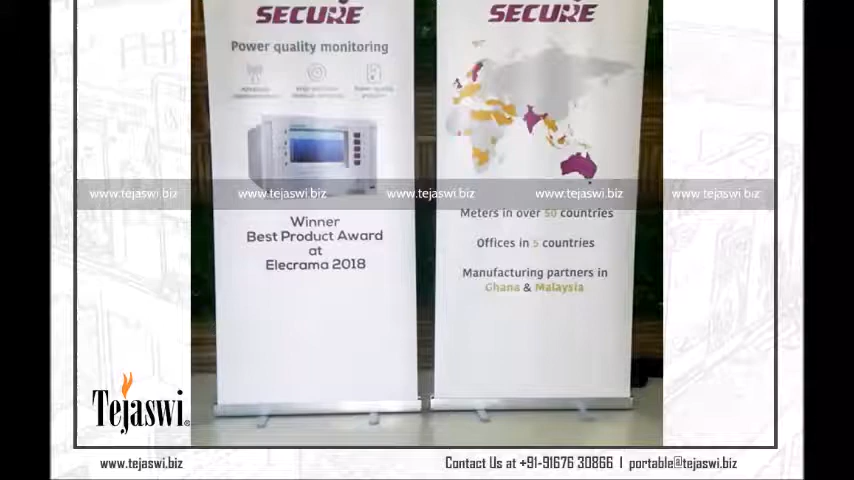 SECURE
Power quality monitoring
Winner
Best Product Award
at
Elecrama 2018
SECURE
Meters in over 50 countries
Offices in 5 countries
Manufacturing partners in
Ghana & Malaysia
www.tejaswi.biz www.tejaswi.biz www.tejaswi.biz www.tejaswi.biz www.tejaswi.biz
Tejaswi®
www.tejaswi.biz
Contact Us at +91-91676 30866 | portable@tejaswi.biz